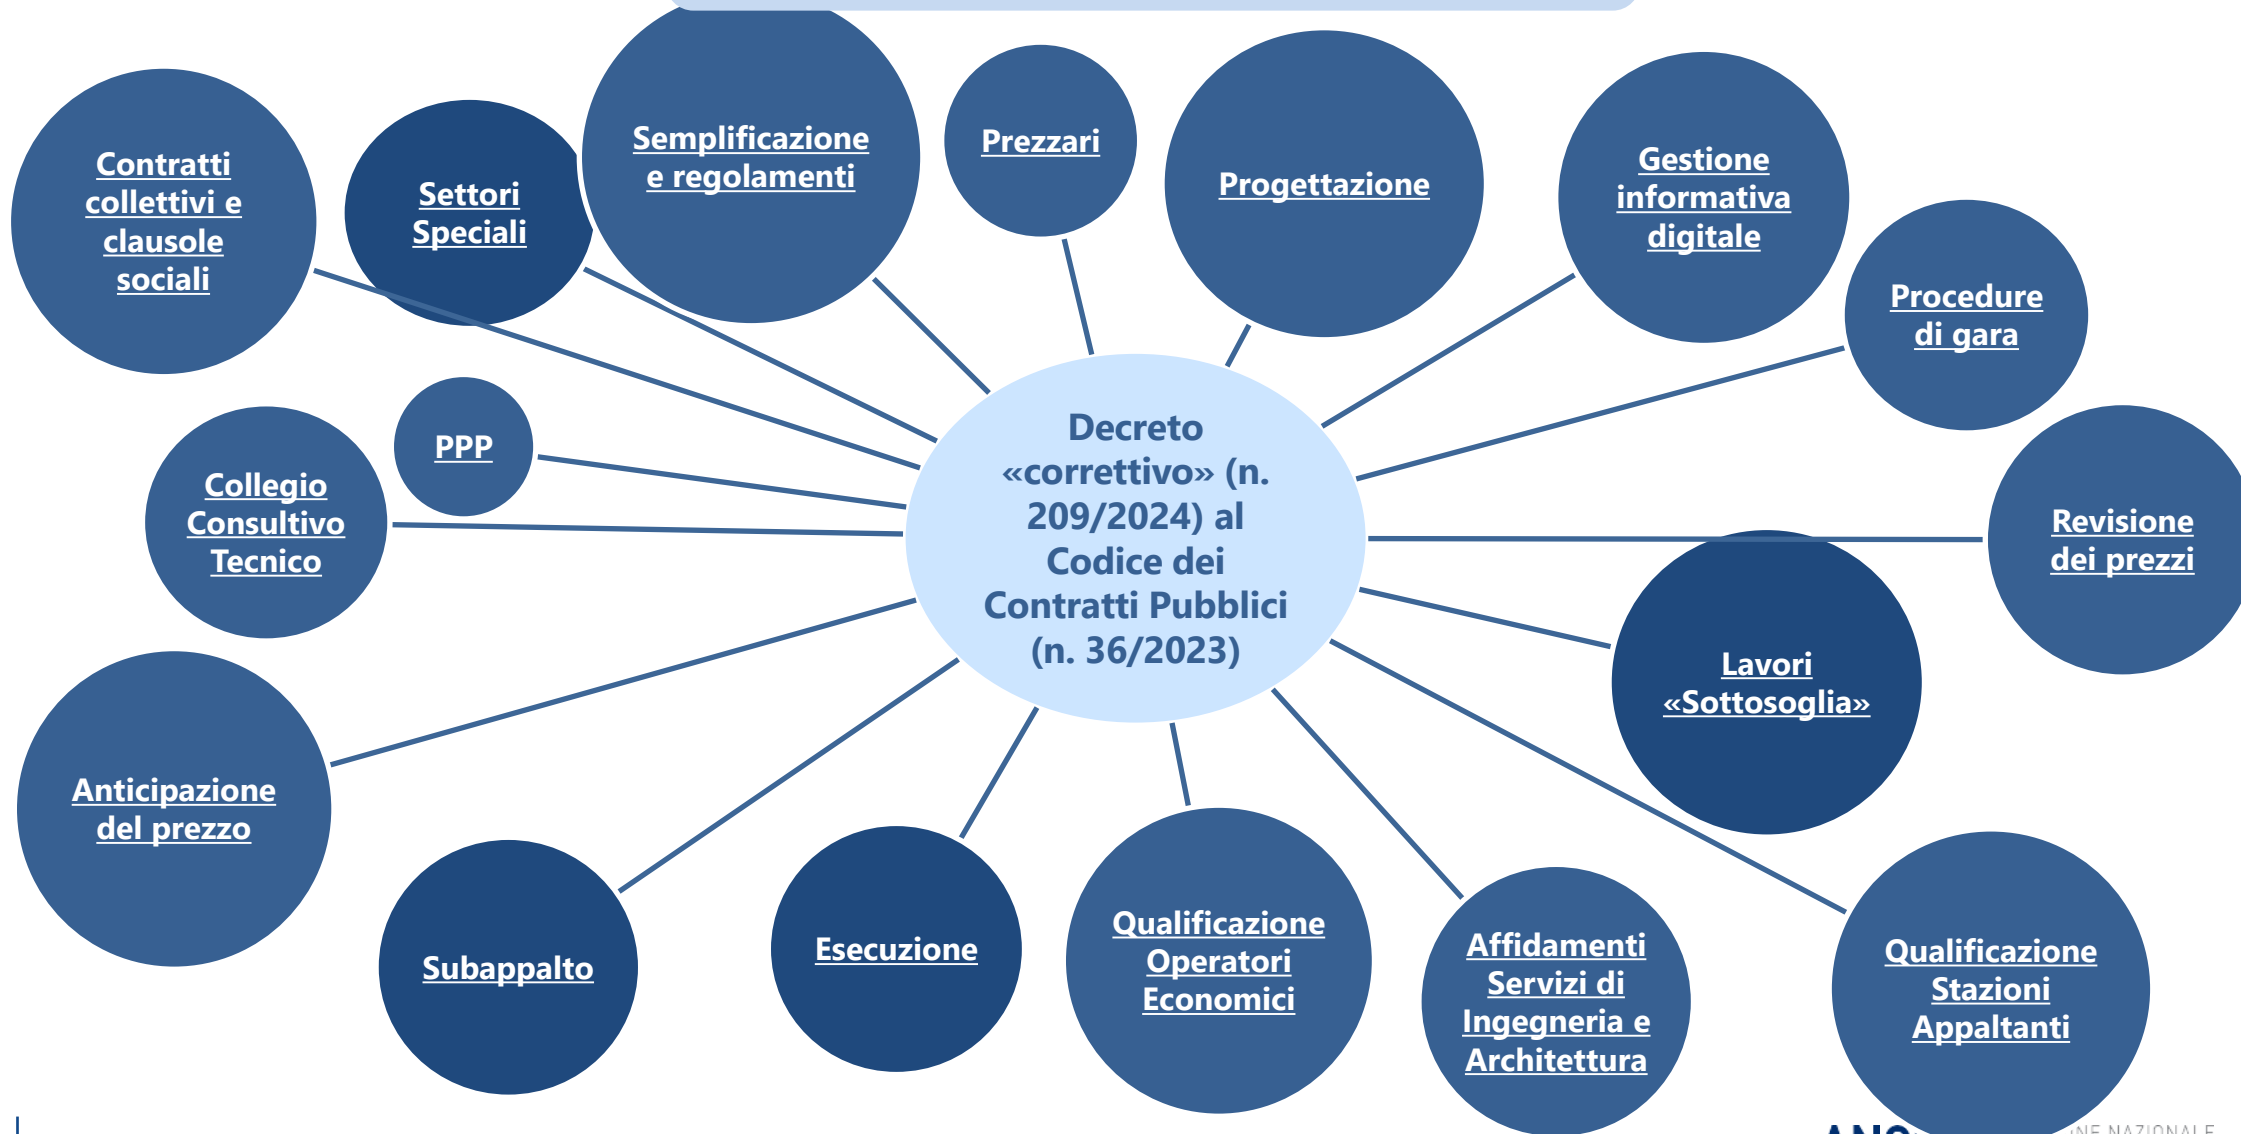 Contratti
collettivi e
clausole
sociali
Settori
Speciali
Semplificazione
e regolamenti
Prezzari
Progettazione
Gestione
informativa
digitale
Procedure
di gara
Revisione
dei prezzi
Lavori
«Sottosoglia»
Qualificazione
Stazioni
Appaltanti
Affidamenti
Servizi di
Ingegneria e
Architettura
Qualificazione
Operatori
Economici
Esecuzione
Subappalto
Anticipazione
del prezzo
Collegio
Consultivo
Tecnico
PPP
Decreto
«correttivo» (n.
209/2024) al
Codice dei
Contratti Pubblici
(n. 36/2023)
NAZIONALE